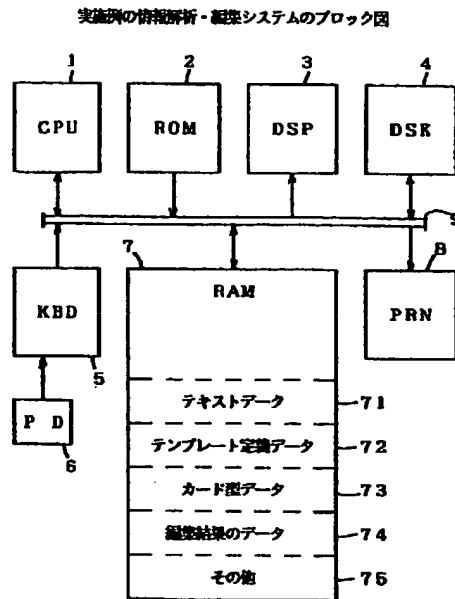 実施例の情報解析・編集システムのブロック図
1 2 3 4
CPU ROM DSP DSK
9
7 8
KBD RAM PRN
5
P D
6
テキストデータ 71
テンプレート定義データ 72
カード型データ 73
編集結果のデータ 74
その他 75